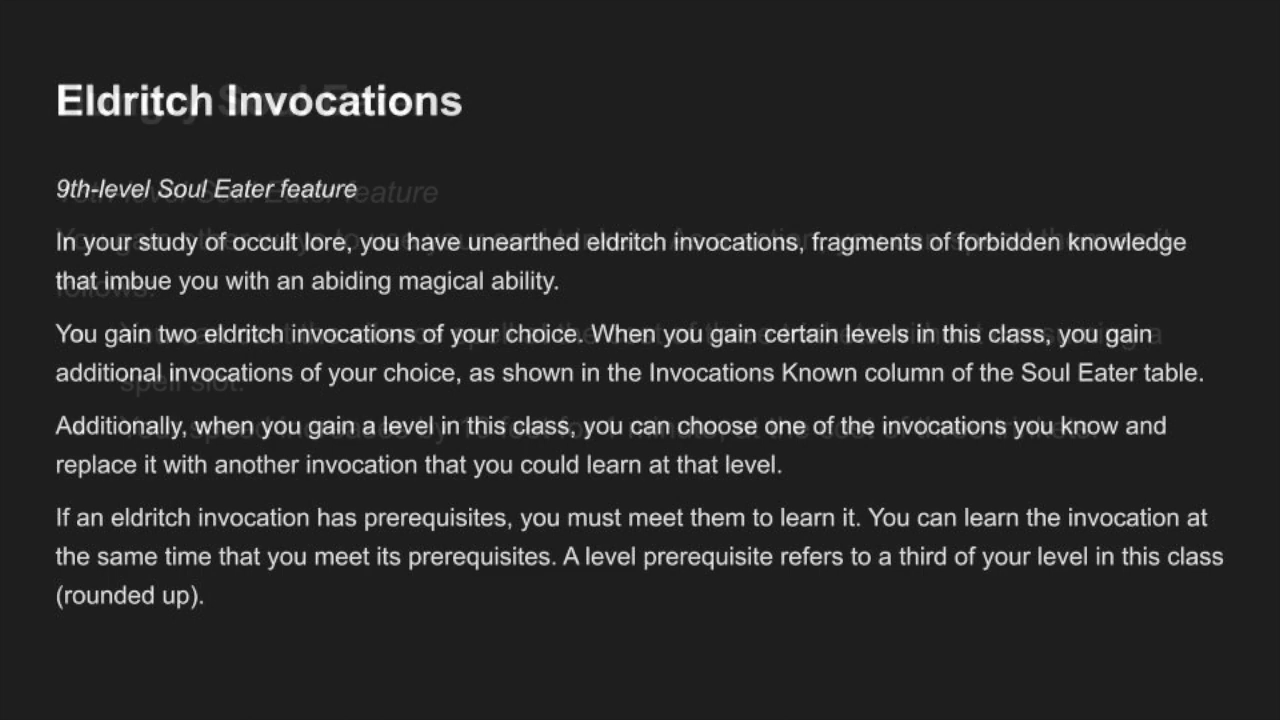 Eldritch Invocations
9th-level Soul Eater feature
In your study of occult lore, you have unearthed eldritch invocations, fragments of forbidden knowledge
that imbue you with an abiding magical ability.
You gain two eldritch invocations of your choice. When you gain certain levels in this class, you gain
additional invocations of your choice, as shown in the Invocations Known column of the Soul Eater table.
Additionally, when you gain a level in this class, you can choose one of the invocations you know and
replace it with another invocation that you could learn at that level.
If an eldritch invocation has prerequisites, you must meet them to learn it. You can learn the invocation at
the same time that you meet its prerequisites. A level prerequisite refers to a third of your level in this class
(rounded up).